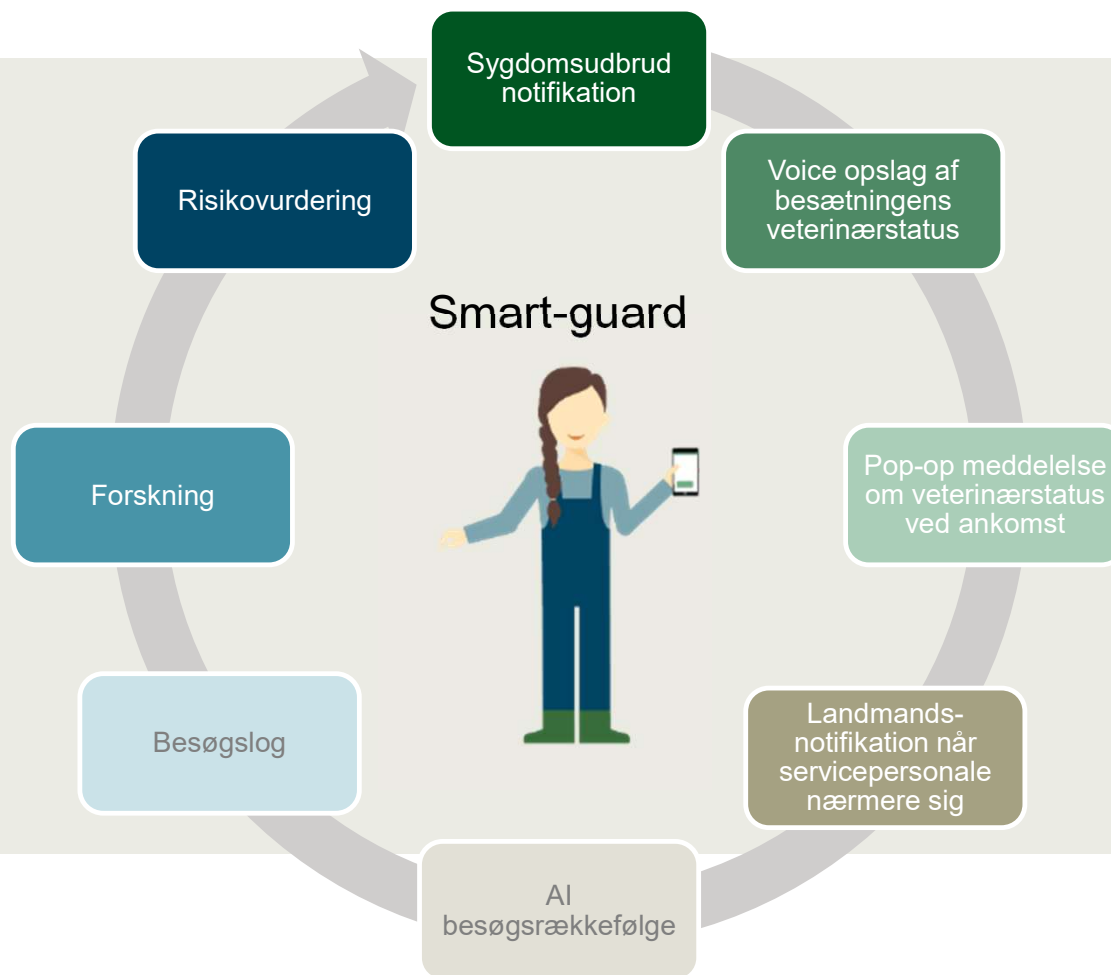 Sygdomsudbrud
notifikation
Voice opslag af
besætningens
veterinærstatus
Pop-op meddelelse
om veterinærstatus
ved ankomst
Landmands-
notifikation når
servicepersonale
nærmere sig
AI
besøgsrækkefølge
Besøgslog
Forskning
Risikovurdering
Smart-guard